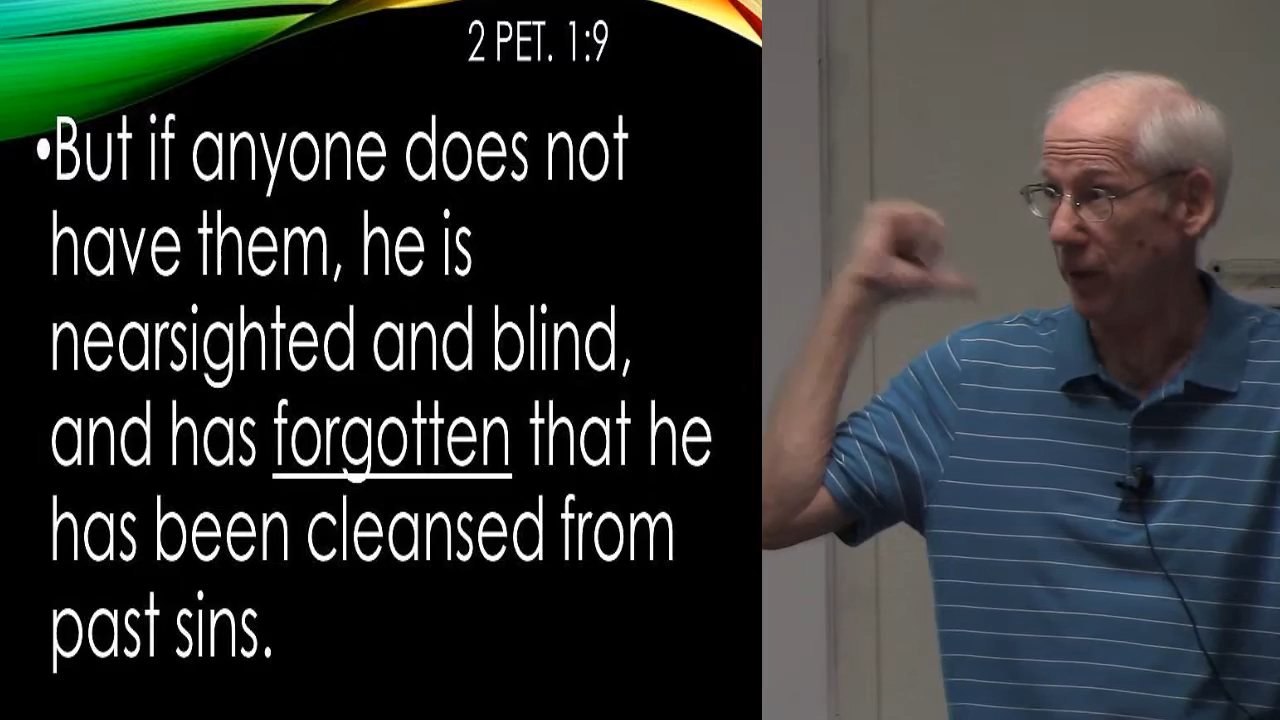 2 PET. 1:9
•But if anyone does not
have them, he is
nearsighted and blind,
and has forgotten that he
has been cleansed from
past sins.